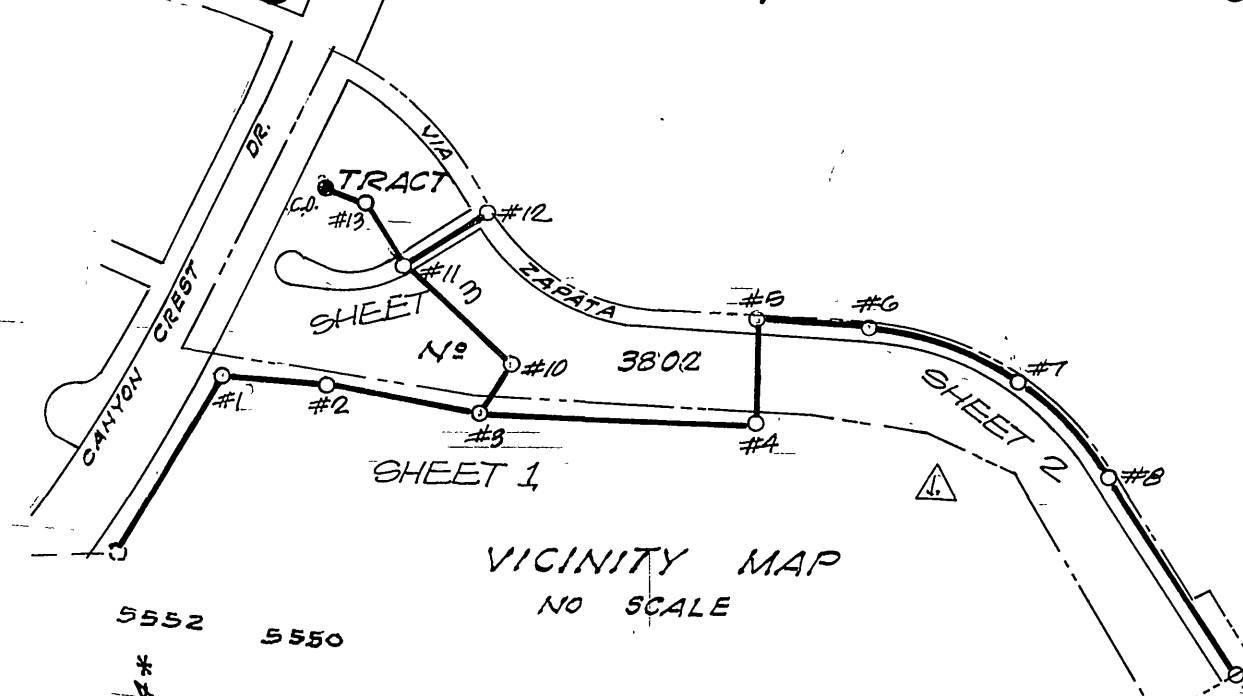 CANYON CREST DR.
VIA ZAPATA
TRACT
C.O.
#13
#12
#11
SHEET 3
Nº 3802
#10
#5
#6
#7
#8
#1
#2
#3
#4
SHEET 1
SHEET 2
1.
VICINITY MAP
NO SCALE
5552 5550